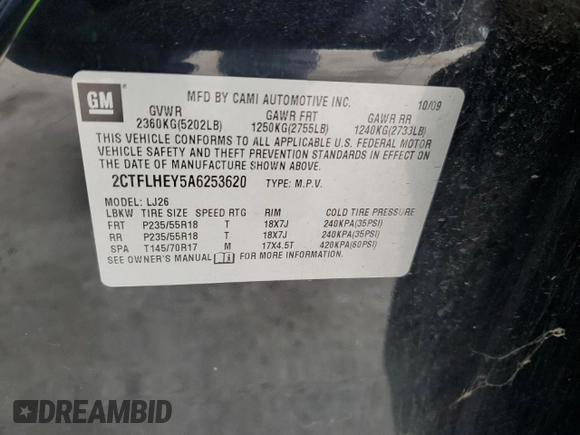 GM
MFD BY CAMI AUTOMOTIVE INC. 10/09
GVWR GAWR FRT GAWR RR
2360KG(5202LB) 1250KG(2755LB) 1240KG(2733LB)
THIS VEHICLE CONFORMS TO ALL APPLICABLE U.S. FEDERAL MOTOR
VEHICLE SAFETY AND THEFT PREVENTION STANDARDS IN EFFECT ON THE
DATE OF MANUFACTURE SHOWN ABOVE.
2CTFLHEY5A6253620 TYPE: M.P.V.
MODEL: LJ26
LBKW TIRE SIZE SPEED RTG RIM COLD TIRE PRESSURE
FRT P235/55R18 T 18X7J 240KPA(35PSI)
RR P235/55R18 T 18X7J 240KPA(35PSI)
SPA T145/70R17 M 17X4.5T 420KPA(60PSI)
SEE OWNER'S MANUAL FOR MORE INFORMATION.
DREAMBID